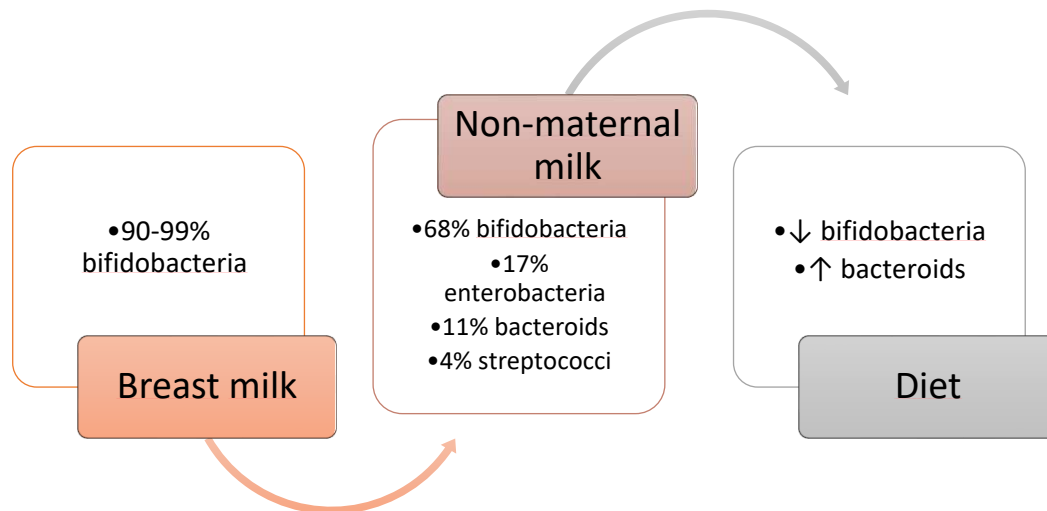 •90-99%
bifidobacteria
Breast milk
Non-maternal
milk
•68% bifidobacteria
•17%
enterobacteria
•11% bacteroids
•4% streptococci
•↓ bifidobacteria
•↑ bacteroids
Diet